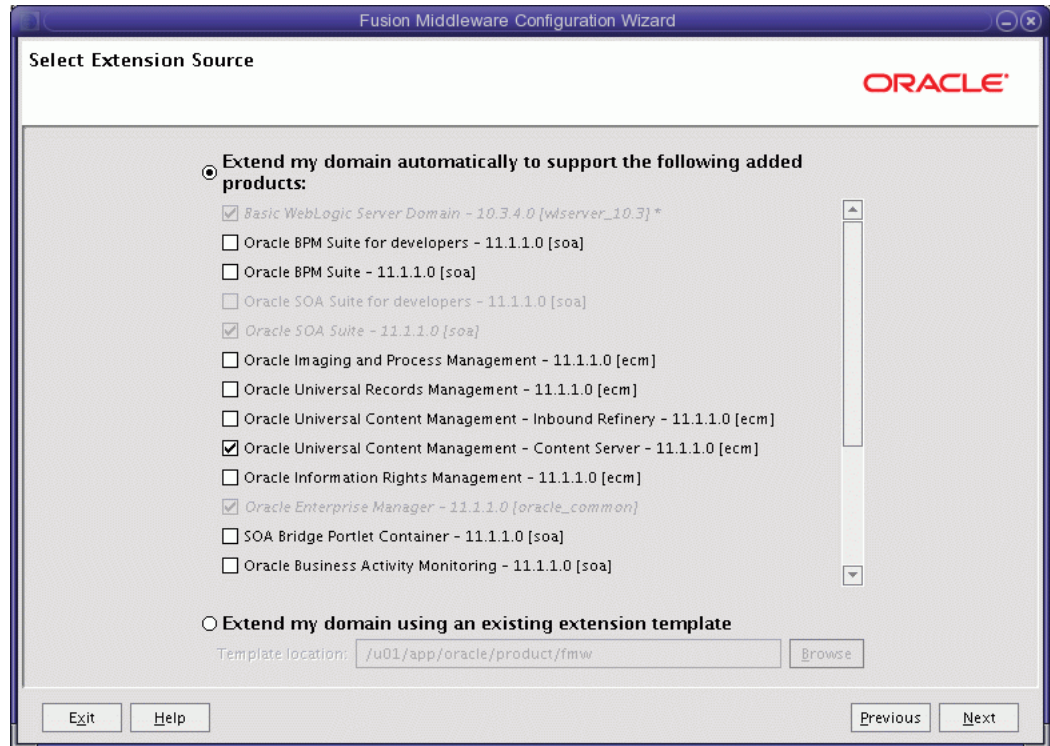 Fusion Middleware Configuration Wizard
Select Extension Source
ORACLE
Extend my domain automatically to support the following added
products:
Basic WebLogic Server Domain - 10.3.4.0 [wlserver_10.3] *
Oracle BPM Suite for developers - 11.1.1.0 [soa]
Oracle BPM Suite - 11.1.1.0 [soa]
Oracle SOA Suite for developers - 11.1.1.0 [soa]
Oracle SOA Suite - 11.1.1.0 [soa]
Oracle Imaging and Process Management - 11.1.1.0 [ecm]
Oracle Universal Records Management - 11.1.1.0 [ecm]
Oracle Universal Content Management - Inbound Refinery - 11.1.1.0 [ecm]
Oracle Universal Content Management - Content Server - 11.1.1.0 [ecm]
Oracle Information Rights Management - 11.1.1.0 [ecm]
Oracle Enterprise Manager - 11.1.1.0 [oracle_common]
SOA Bridge Portlet Container - 11.1.1.0 [soa]
Oracle Business Activity Monitoring - 11.1.1.0 [soa]
Extend my domain using an existing extension template
Template location: /u01/app/oracle/product/fmw Browse
Exit Help Previous Next